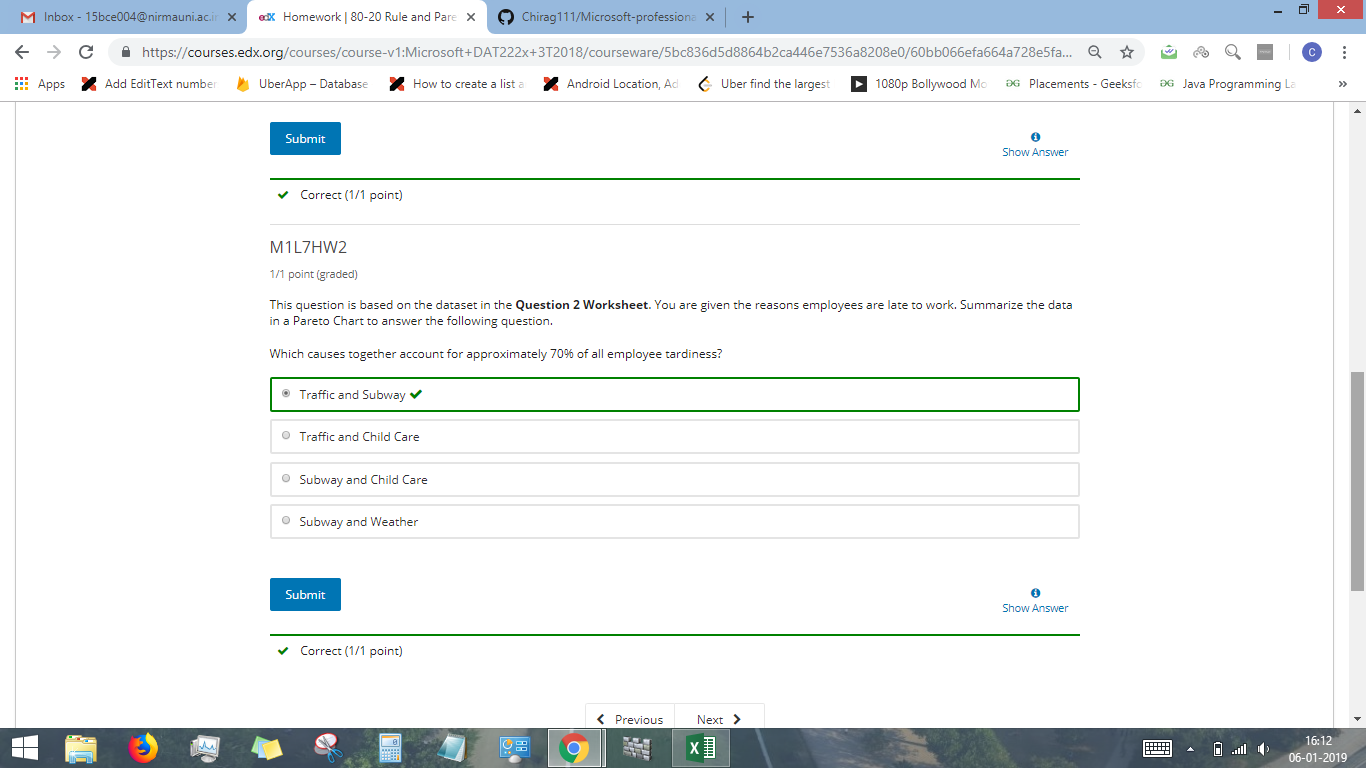 Inbox - 15bce004@nirmauni.ac.i
edX Homework | 80-20 Rule and Pare
Chirag111/Microsoft-professiona
https://courses.edx.org/courses/course-v1:Microsoft+DAT222x+3T2018/courseware/5bc836d5d8864b2ca446e7536a8208e0/60bb066efa664a728e5fa...
C
Apps
Add EditText number
UberApp – Database
How to create a list a
Android Location, Ad
Uber find the largest
1080p Bollywood Mo
Placements - Geeksfo
Java Programming La
»
Submit
Show Answer
Correct (1/1 point)
M1L7HW2
1/1 point (graded)
This question is based on the dataset in the Question 2 Worksheet. You are given the reasons employees are late to work. Summarize the data
in a Pareto Chart to answer the following question.
Which causes together account for approximately 70% of all employee tardiness?
Traffic and Subway
Traffic and Child Care
Subway and Child Care
Subway and Weather
Submit
Show Answer
Correct (1/1 point)
Previous
Next
16:12
06-01-2019